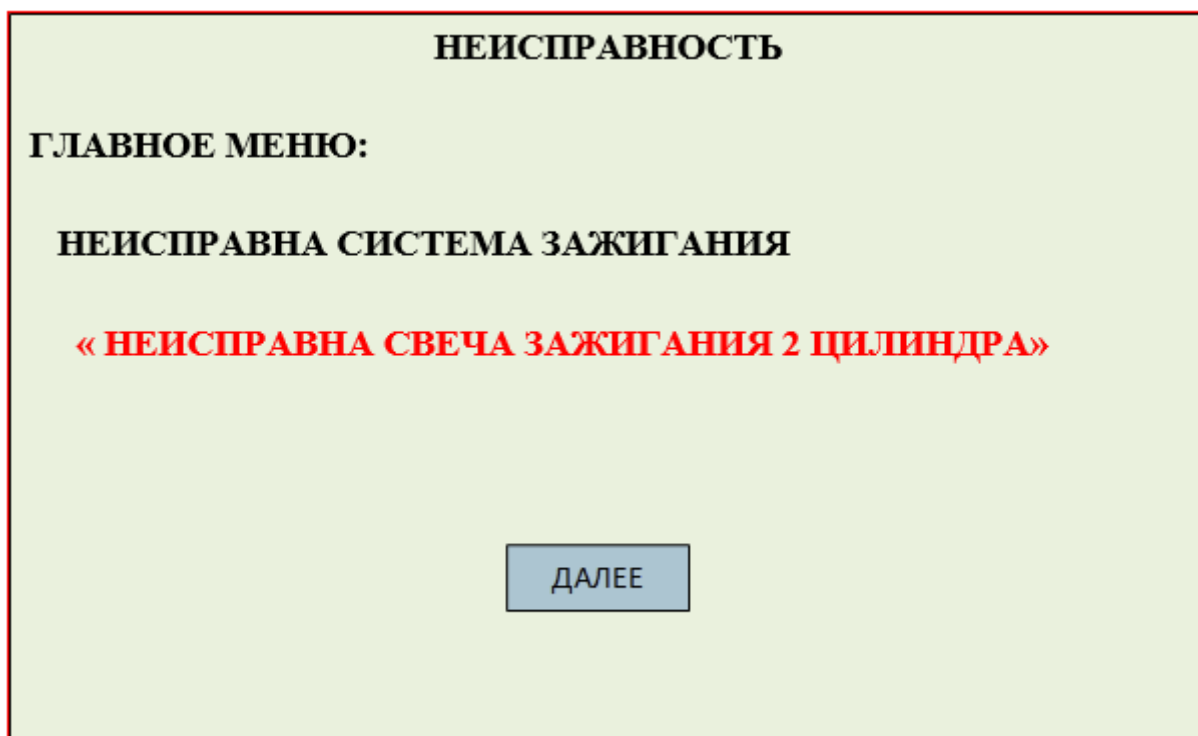 НЕИСПРАВНОСТЬ
ГЛАВНОЕ МЕНЮ:
НЕИСПРАВНА СИСТЕМА ЗАЖИГАНИЯ
« НЕИСПРАВНА СВЕЧА ЗАЖИГАНИЯ 2 ЦИЛИНДРА»
ДАЛЕЕ